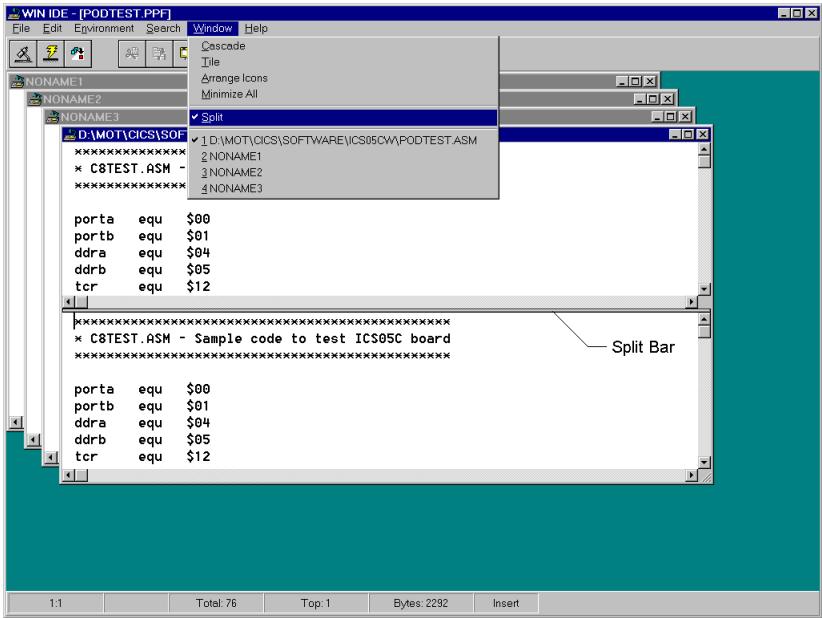 WIN IDE - [PODTEST.PPF]
File Edit Environment Search Window Help
Cascade
Tile
Arrange Icons
Minimize All
Split
1 D:\MOT\CICS\SOFTWARE\ICS05CW\PODTEST.ASM
2 NONAME1
3 NONAME2
4 NONAME3
NONAME1
NONAME2
NONAME3
D:\MOT\CICS\SOF
**************
* C8TEST.ASM -
**************
porta equ $00
portb equ $01
ddra equ $04
ddrb equ $05
tcr equ $12
***********************************************
* C8TEST.ASM - Sample code to test ICS05C board
***********************************************
Split Bar
porta equ $00
portb equ $01
ddra equ $04
ddrb equ $05
tcr equ $12
1:1 Total: 76 Top: 1 Bytes: 2292 Insert